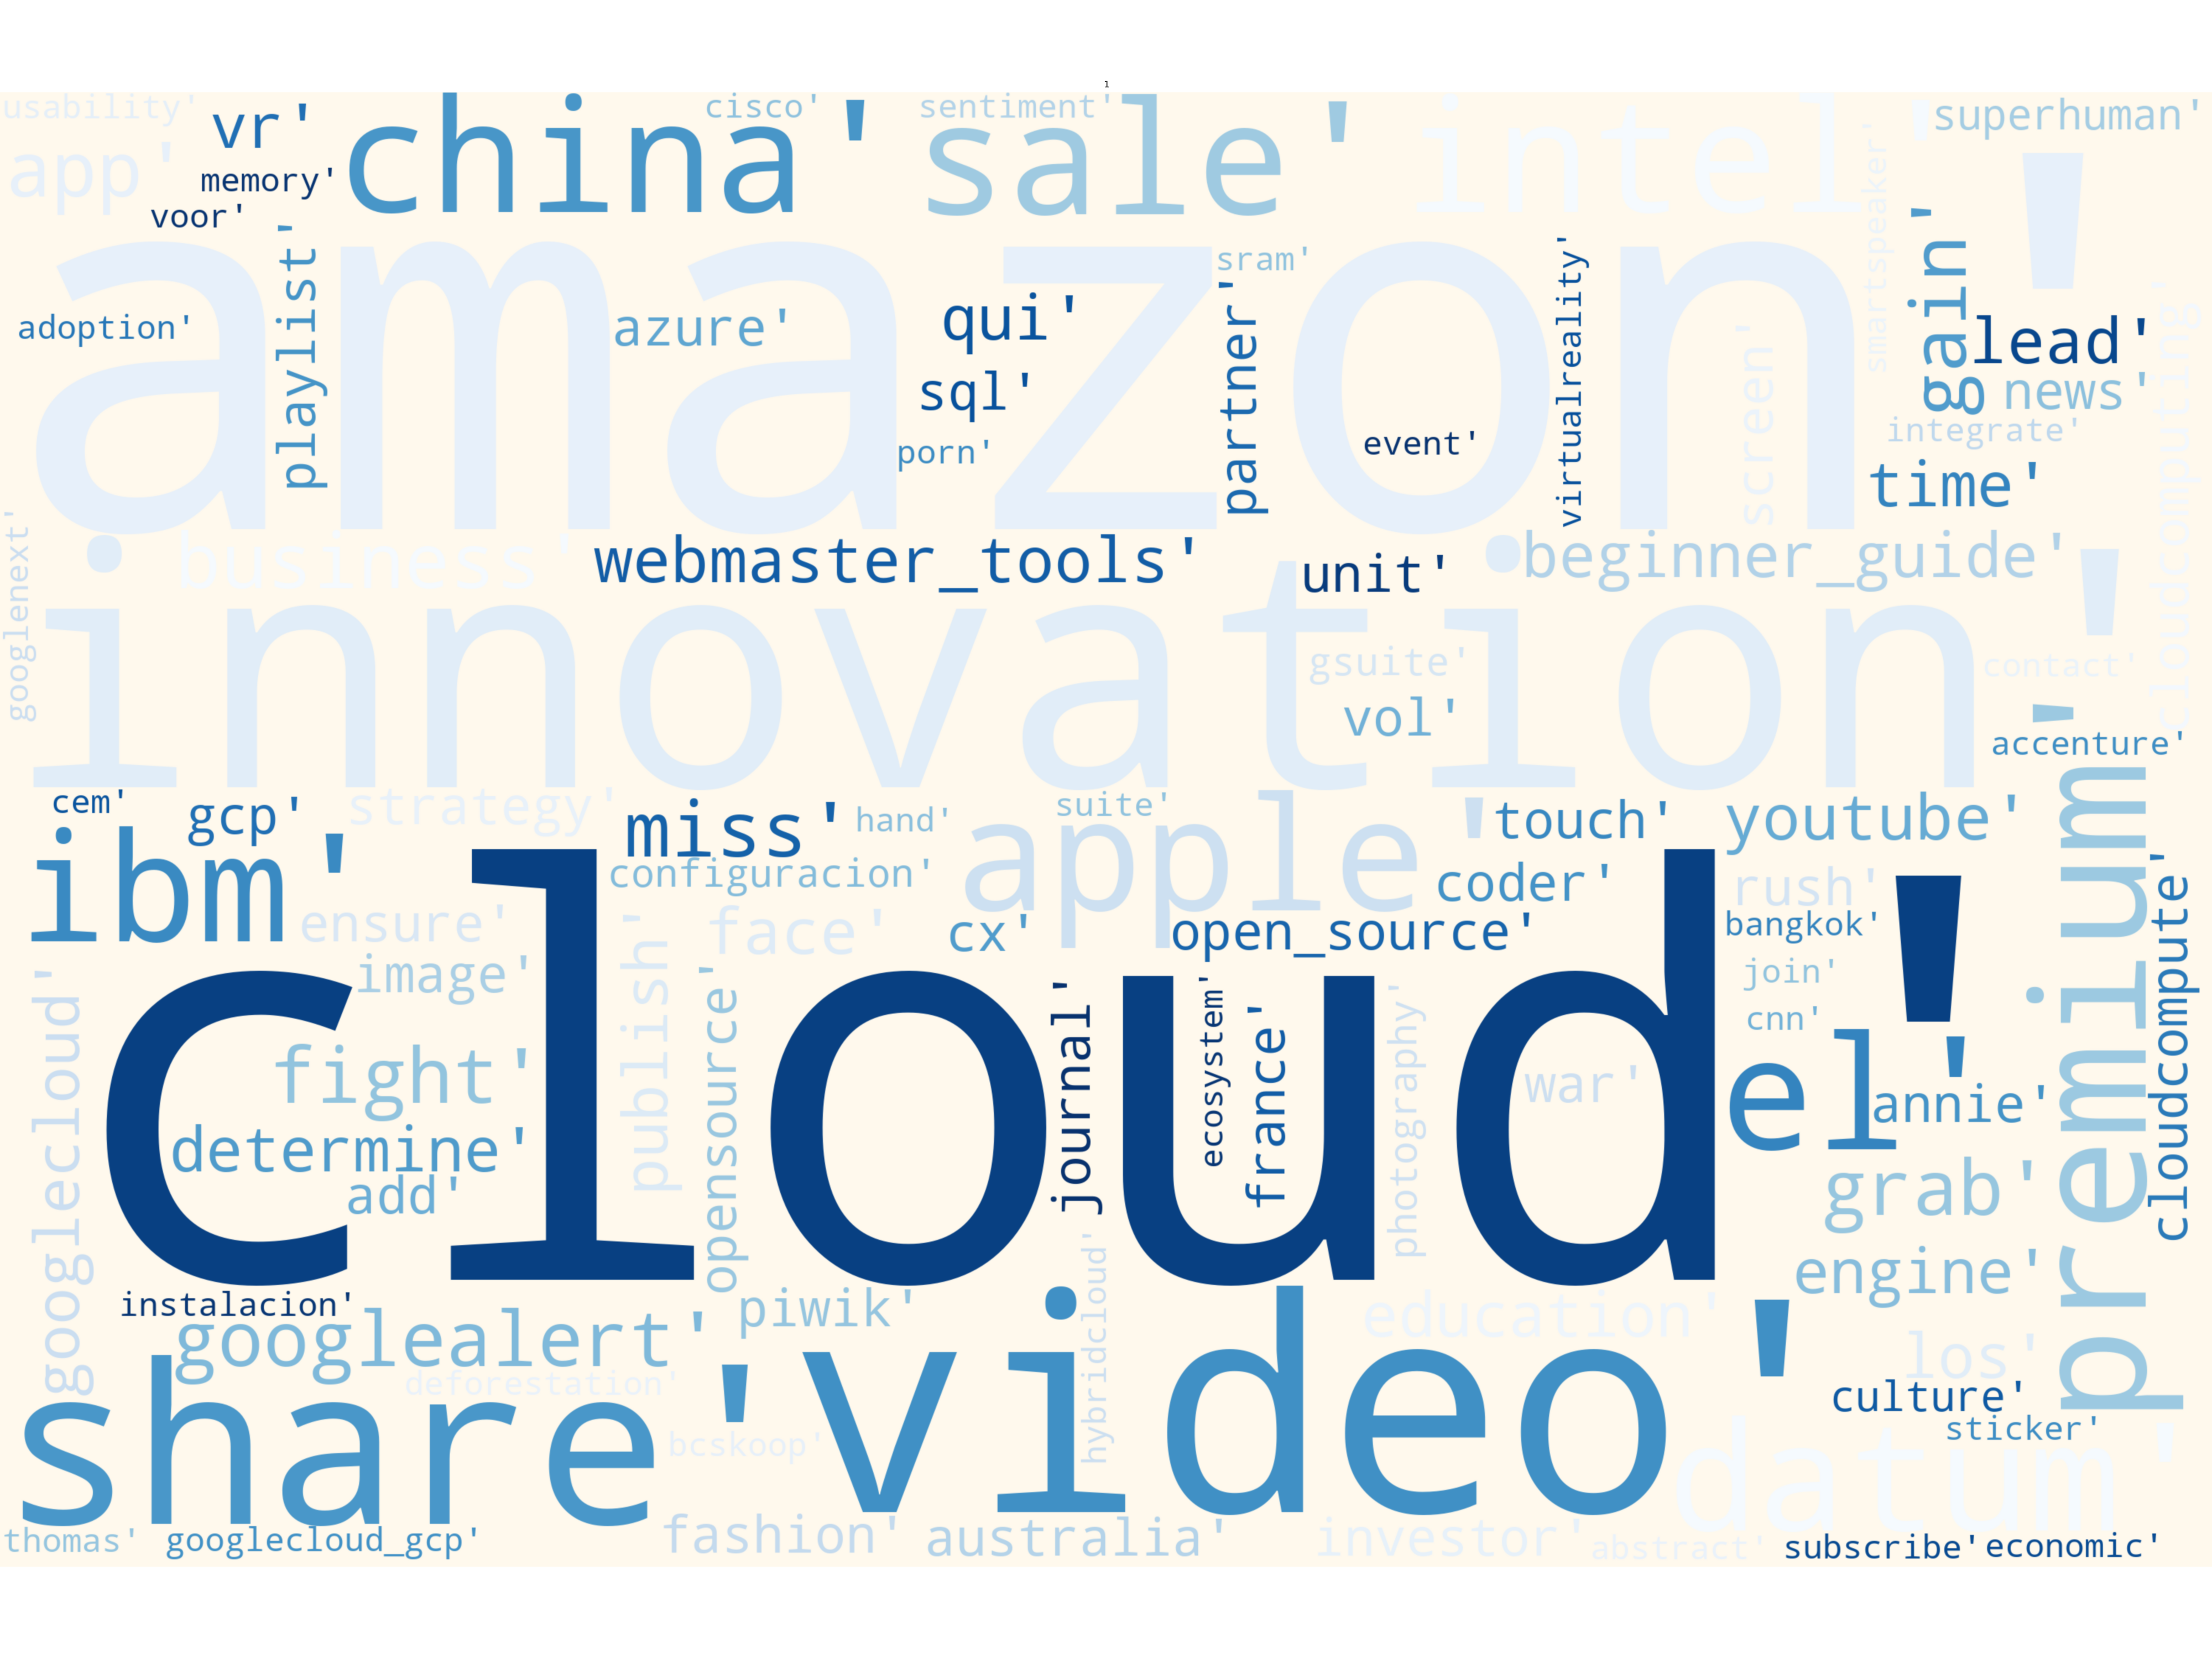 1
usability'
vr'
china'
cisco'
sale'
sentiment'
intel'
superhuman'
app'
memory'
voor'
smartspeaker'
amazon'
playlist'
adoption'
azure'
qui'
sql'
porn'
sram'
partner'
event'
virtualreality'
screen'
gain'
lead'
news'
integrate'
time'
cloudcomputing'
googlenext'
business'
webmaster_tools'
unit'
beginner_guide'
innovation'
gsuite'
vol'
contact'
accenture'
cem'
gcp'
strategy'
miss'
hand'
suite'
apple'
touch'
youtube'
premium'
ibm'
configuracion'
coder'
rush'
ensure'
face'
cx'
open_source'
bangkok'
cloudcompute'
cloud'
image'
publish'
opensource'
journal'
ecosystem'
france'
photography'
war'
join'
cnn'
el'
annie'
googlecloud'
fight'
determine'
add'
grab'
engine'
instalacion'
googlealert'
piwik'
hybridcloud'
education'
los'
share'
video'
deforestation'
bcskoop'
culture'
sticker'
datum'
thomas'
googlecloud_gcp'
fashion'
australia'
investor'
abstract'
subscribe'
economic'